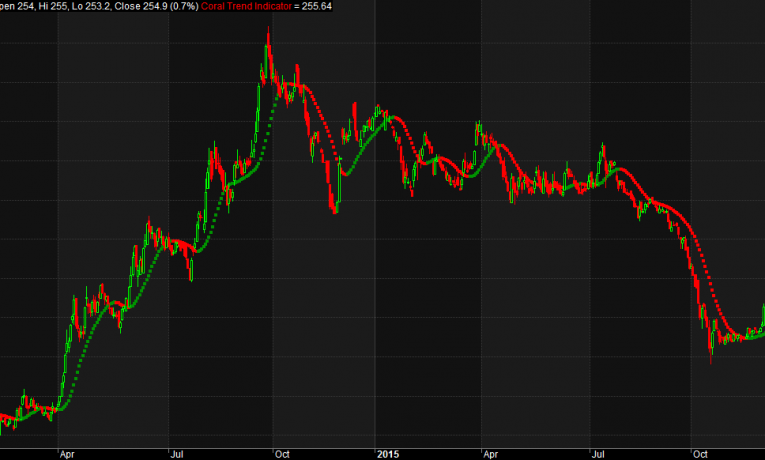 pen 254, Hi 255, Lo 253.2, Close 254.9 (0.7%) Coral Trend Indicator = 255.64
Apr Jul Oct 2015 Apr Jul Oct